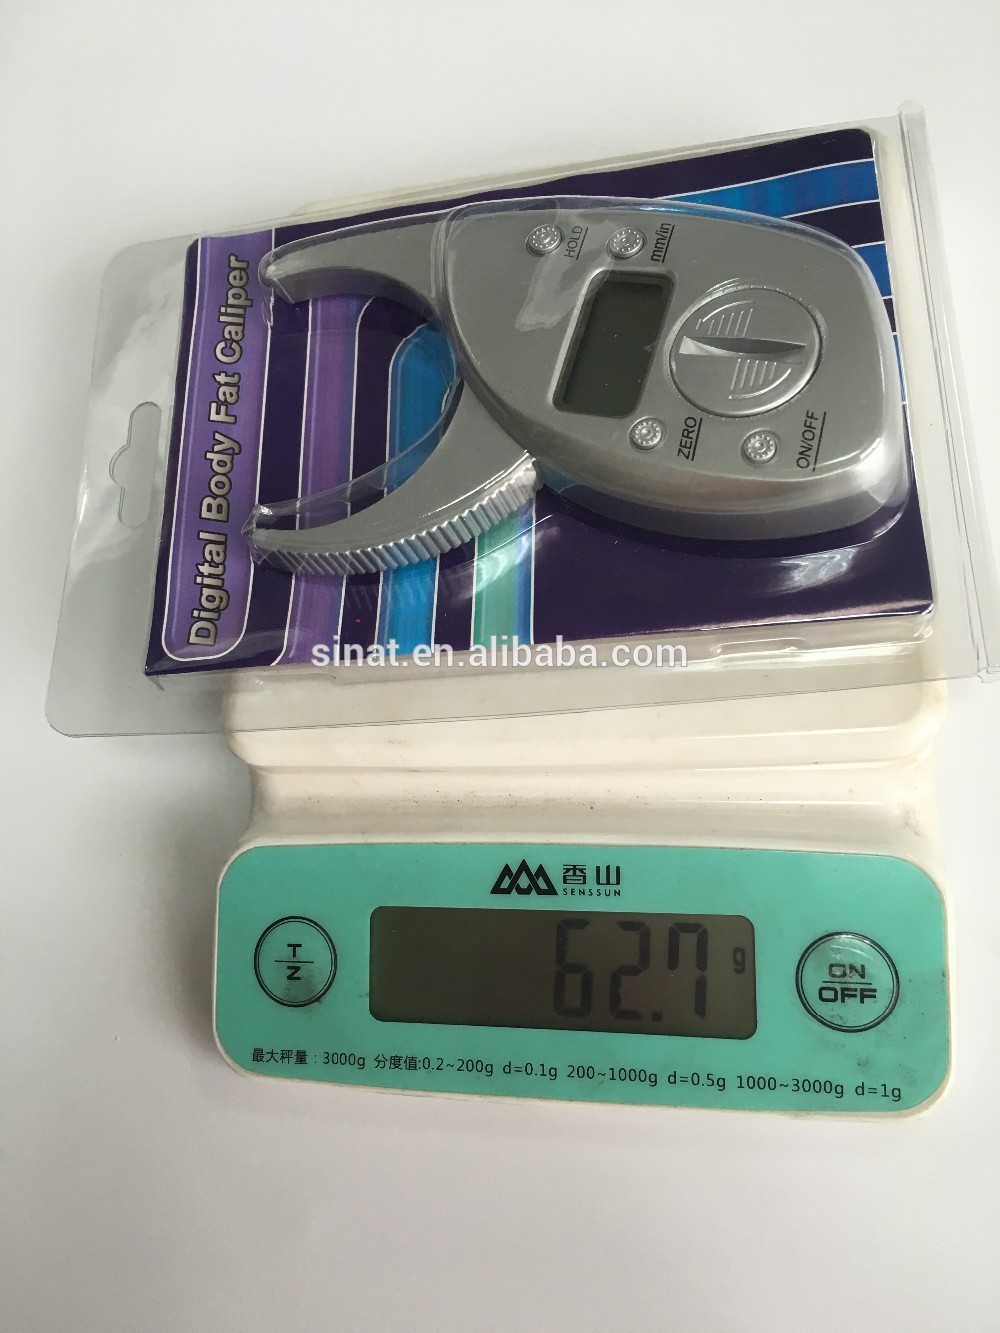 Digital Body Fat Caliper
HOLD
mm/in
ZERO
ON/OFF
sinat.en.alibaba.com
香山
SENSSUN
T
Z
62.7 g
ON
OFF
最大秤量：3000g 分度值:0.2~200g d=0.1g 200~1000g d=0.5g 1000~3000g d=1g